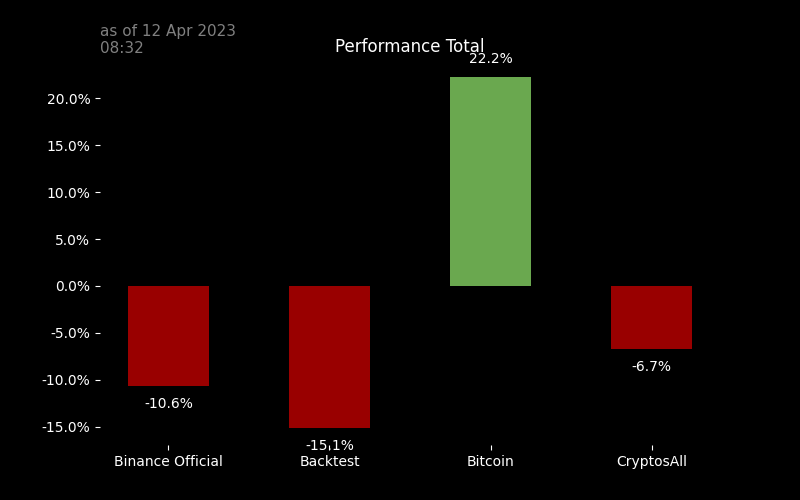 as of 12 Apr 2023
08:32
Performance Total
22.2%
20.0%
15.0%
10.0%
5.0%
0.0%
-5.0%
-10.0%
-15.0%
-10.6%
-15.1%
-6.7%
Binance Official
Backtest
Bitcoin
CryptosAll